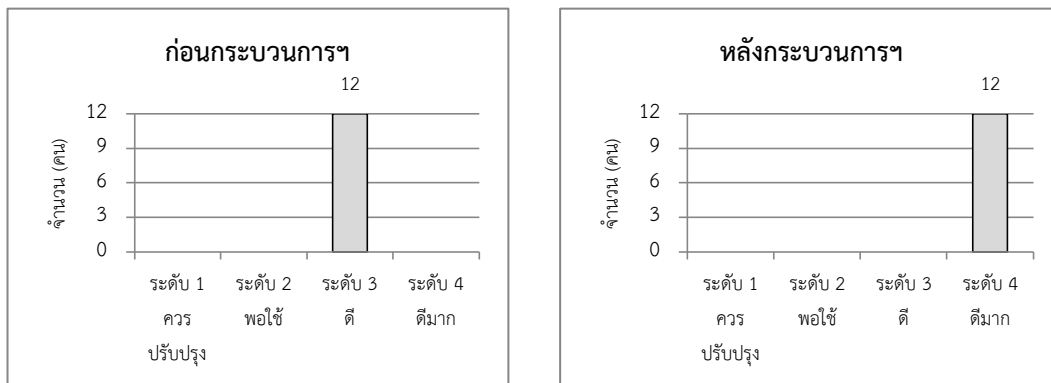 ก่อนกระบวนการฯ
12
จำนวน (คน)
12
9
6
3
0
ระดับ 1 ระดับ 2 ระดับ 3 ระดับ 4
ควร พอใช้ ดี ดีมาก
ปรับปรุง
หลังกระบวนการฯ
12
จำนวน (คน)
12
9
6
3
0
ระดับ 1 ระดับ 2 ระดับ 3 ระดับ 4
ควร พอใช้ ดี ดีมาก
ปรับปรุง